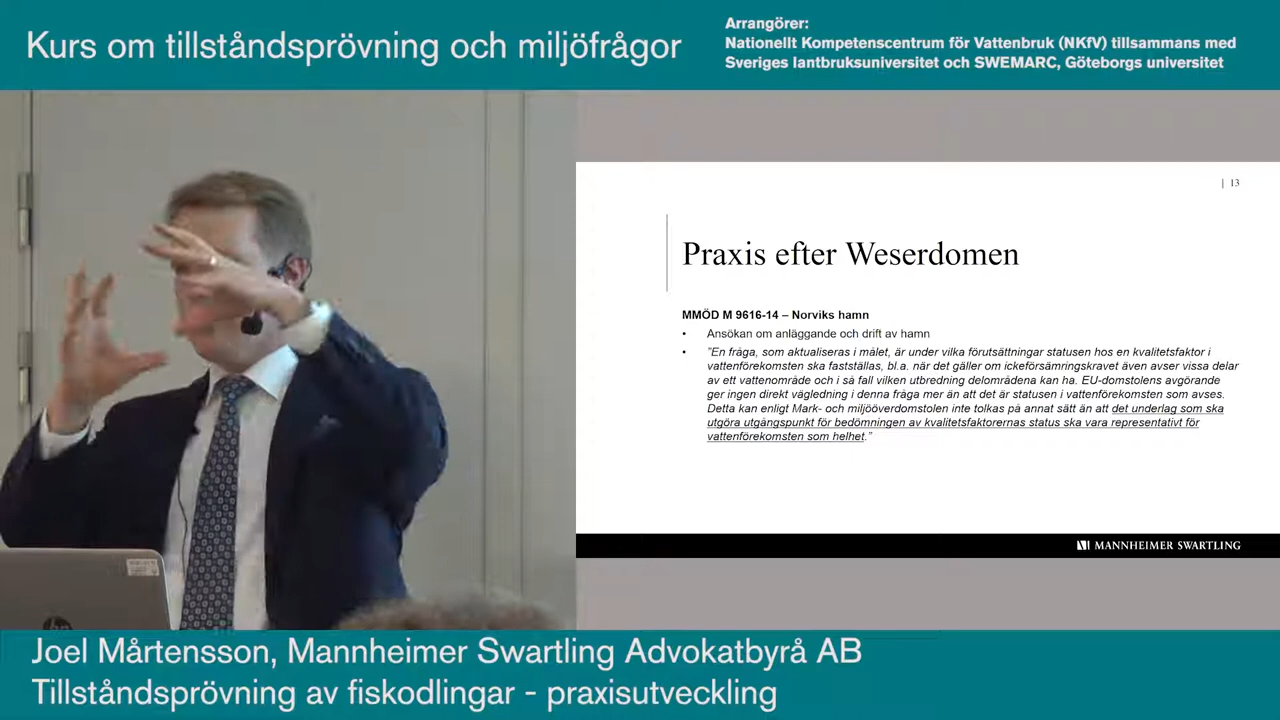 Kurs om tillståndsprövning och miljöfrågor
Arrangörer:
Nationellt Kompetenscentrum för Vattenbruk (NKfV) tillsammans med
Sveriges lantbruksuniversitet och SWEMARC, Göteborgs universitet
| 13
Praxis efter Weserdomen
MMÖD M 9616-14 – Norviks hamn
• Ansökan om anläggande och drift av hamn
• "En fråga, som aktualiseras i målet, är under vilka förutsättningar statusen hos en kvalitetsfaktor i
vattenförekomsten ska fastställas, bl.a. när det gäller om ickeförsämringskravet även avser vissa delar
av ett vattenområde och i så fall vilken utbredning delområdena kan ha. EU-domstolens avgörande
ger ingen direkt vägledning i denna fråga mer än att det är statusen i vattenförekomsten som avses.
Detta kan enligt Mark- och miljööverdomstolen inte tolkas på annat sätt än att det underlag som ska
utgöra utgångspunkt för bedömningen av kvalitetsfaktorernas status ska vara representativt för
vattenförekomsten som helhet."
MANNHEIMER SWARTLING
Joel Mårtensson, Mannheimer Swartling Advokatbyrå AB
Tillståndsprövning av fiskodlingar - praxisutveckling